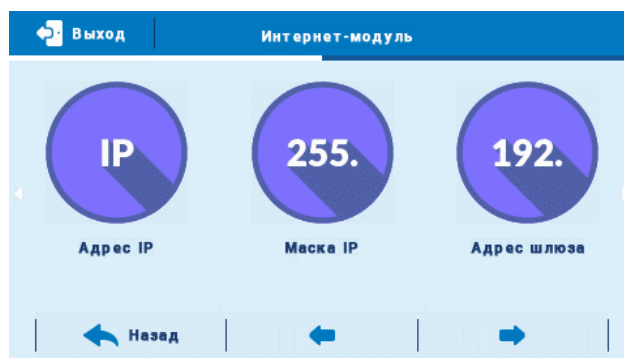 Выход
Интернет-модуль
IP
255.
192.
Адрес IP
Маска IP
Адрес шлюза
Назад